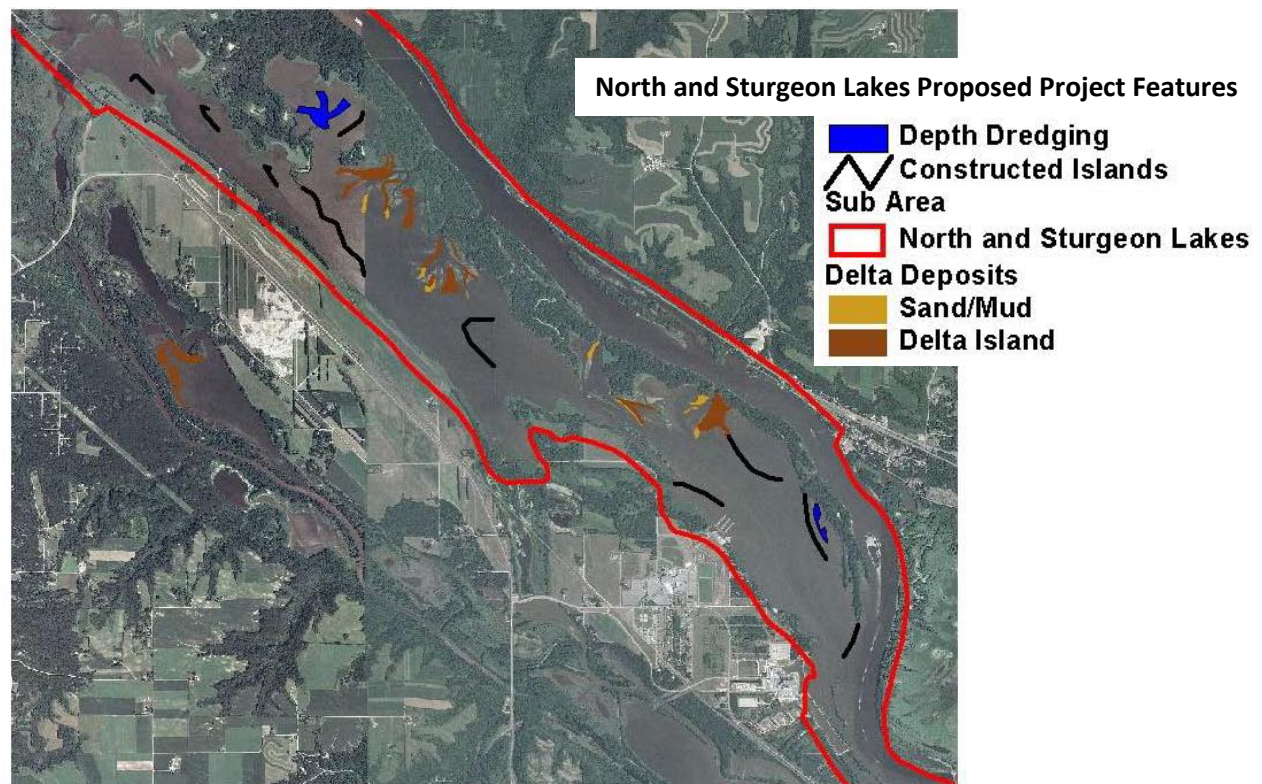 North and Sturgeon Lakes Proposed Project Features
Depth Dredging
Constructed Islands
Sub Area
North and Sturgeon Lakes
Delta Deposits
Sand/Mud
Delta Island